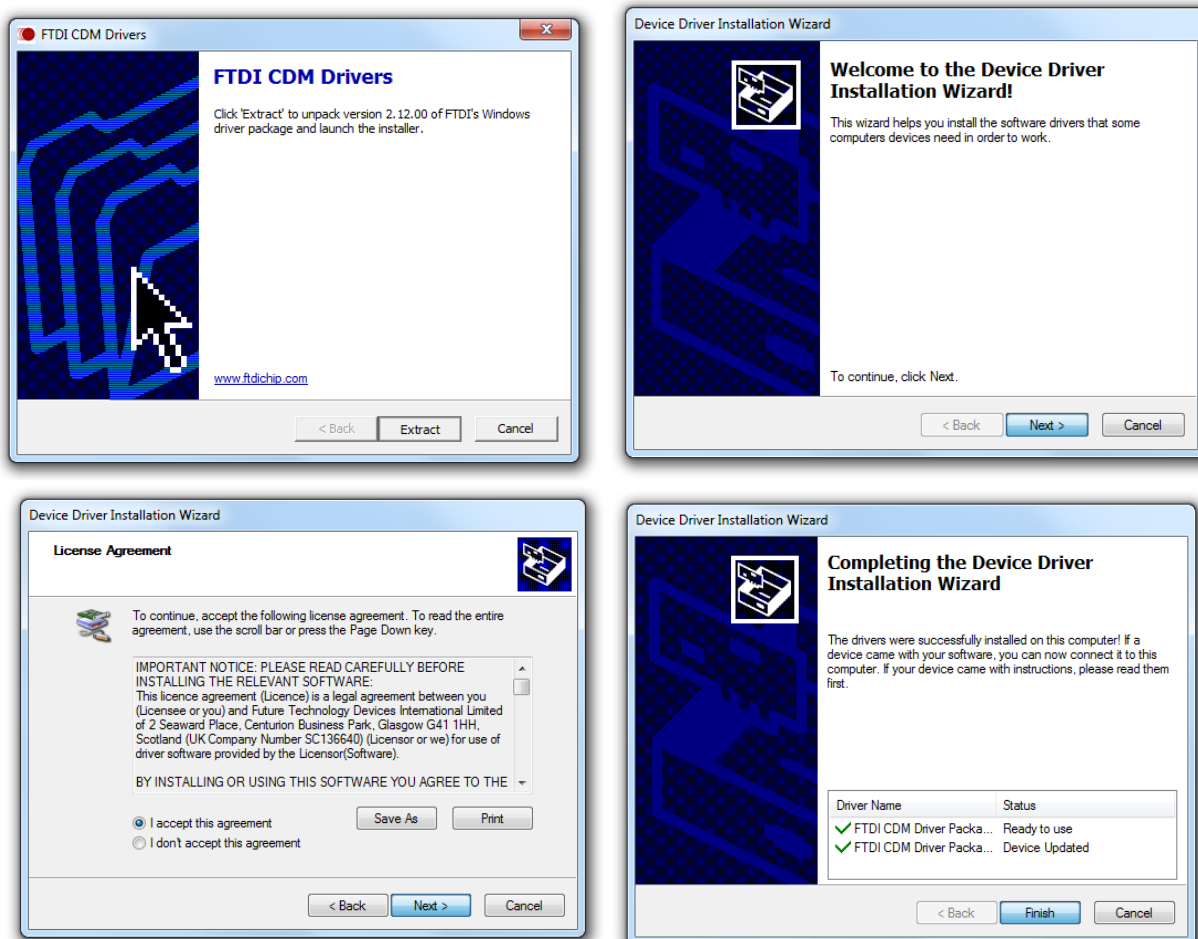 FTDI CDM Drivers
FTDI CDM Drivers
Click 'Extract' to unpack version 2.12.00 of FTDI's Windows
driver package and launch the installer.
www.ftdichip.com
< Back
Extract
Cancel
Device Driver Installation Wizard
Welcome to the Device Driver
Installation Wizard!
This wizard helps you install the software drivers that some
computers devices need in order to work.
To continue, click Next.
< Back
Next >
Cancel
Device Driver Installation Wizard
License Agreement
To continue, accept the following license agreement. To read the entire
agreement, use the scroll bar or press the Page Down key.
IMPORTANT NOTICE: PLEASE READ CAREFULLY BEFORE
INSTALLING THE RELEVANT SOFTWARE:
This licence agreement (Licence) is a legal agreement between you
(Licensee or you) and Future Technology Devices International Limited
of 2 Seaward Place, Centurion Business Park, Glasgow G41 1HH,
Scotland (UK Company Number SC136640) (Licensor or we) for use of
driver software provided by the Licensor(Software).
BY INSTALLING OR USING THIS SOFTWARE YOU AGREE TO THE
I accept this agreement
Save As
Print
I don't accept this agreement
< Back
Next >
Cancel
Device Driver Installation Wizard
Completing the Device Driver
Installation Wizard
The drivers were successfully installed on this computer! If a
device came with your software, you can now connect it to this
computer. If your device came with instructions, please read them
first.
Driver Name Status
FTDI CDM Driver Packa... Ready to use
FTDI CDM Driver Packa... Device Updated
< Back
Finish
Cancel